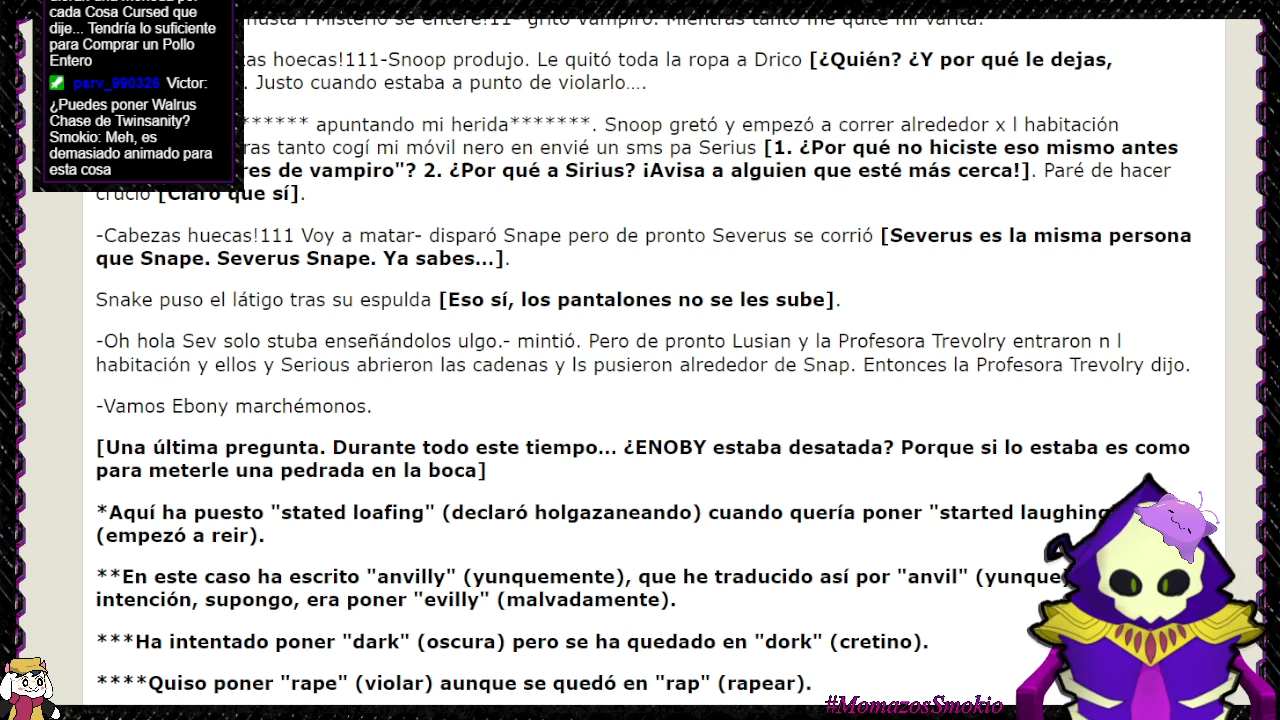 cada Cosa Cursed que
dije... Tendría lo suficiente
para Comprar un Pollo
Entero
parv_990326 Victor:
¿Puedes poner Walrus
Chase de Twinsanity?
Smokio: Meh, es
demasiado animado para
esta cosa
as huecas!111-Snoop produjo. Le quitó toda la ropa a Drico [¿Quién? ¿Y por qué le dejas,
. Justo cuando estaba a punto de violarlo….
****** apuntando mi herida*******. Snoop gretó y empezó a correr alrededor x l habitación
ras tanto cogí mi móvil nero en envié un sms pa Serius [1. ¿Por qué no hiciste eso mismo antes
res de vampiro"? 2. ¿Por qué a Sirius? ¡Avisa a alguien que esté más cerca!]. Paré de hacer
crucio [Claro que sí].
-Cabezas huecas!111 Voy a matar- disparó Snape pero de pronto Severus se corrió [Severus es la misma persona
que Snape. Severus Snape. Ya sabes...].
Snake puso el látigo tras su espulda [Eso sí, los pantalones no se les sube].
-Oh hola Sev solo stuba enseñándolos ulgo.- mintió. Pero de pronto Lusian y la Profesora Trevolry entraron n l
habitación y ellos y Serious abrieron las cadenas y ls pusieron alrededor de Snap. Entonces la Profesora Trevolry dijo.
-Vamos Ebony marchémonos.
[Una última pregunta. Durante todo este tiempo... ¿ENOBY estaba desatada? Porque si lo estaba es como
para meterle una pedrada en la boca]
*Aquí ha puesto "stated loafing" (declaró holgazaneando) cuando quería poner "started laughing
(empezó a reir).
**En este caso ha escrito "anvilly" (yunquemente), que he traducido así por "anvil" (yunque
intención, supongo, era poner "evilly" (malvadamente).
***Ha intentado poner "dark" (oscura) pero se ha quedado en "dork" (cretino).
****Quiso poner "rape" (violar) aunque se quedó en "rap" (rapear).
#MomazosSmokio